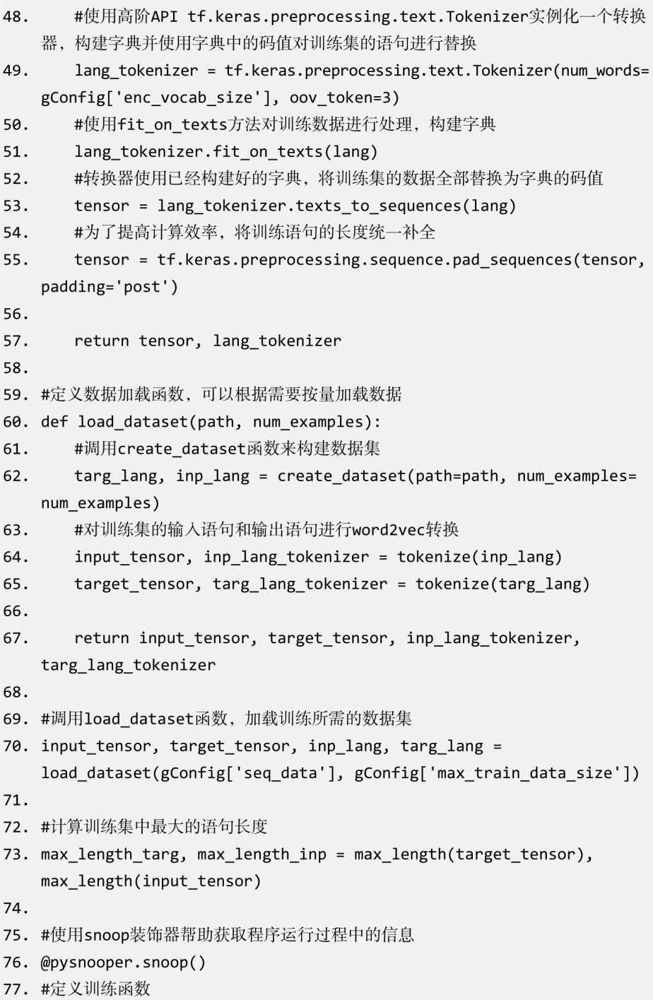 48.     #使用高阶API tf.keras.preprocessing.text.Tokenizer实例化一个转换
器，构建字典并使用字典中的码值对训练集的语句进行替换
49.     lang_tokenizer = tf.keras.preprocessing.text.Tokenizer(num_words=
gConfig['enc_vocab_size'], oov_token=3)
50.     #使用fit_on_texts方法对训练数据进行处理，构建字典
51.     lang_tokenizer.fit_on_texts(lang)
52.     #转换器使用已经构建好的字典，将训练集的数据全部替换为字典的码值
53.     tensor = lang_tokenizer.texts_to_sequences(lang)
54.     #为了提高计算效率，将训练语句的长度统一补全
55.     tensor = tf.keras.preprocessing.sequence.pad_sequences(tensor,
padding='post')
56.
57.     return tensor, lang_tokenizer
58.
59. #定义数据加载函数，可以根据需要按量加载数据
60. def load_dataset(path, num_examples):
61.     #调用create_dataset函数来构建数据集
62.     targ_lang, inp_lang = create_dataset(path=path, num_examples=
num_examples)
63.     #对训练集的输入语句和输出语句进行word2vec转换
64.     input_tensor, inp_lang_tokenizer = tokenize(inp_lang)
65.     target_tensor, targ_lang_tokenizer = tokenize(targ_lang)
66.
67.     return input_tensor, target_tensor, inp_lang_tokenizer,
targ_lang_tokenizer
68.
69. #调用load_dataset函数，加载训练所需的数据集
70. input_tensor, target_tensor, inp_lang, targ_lang =
load_dataset(gConfig['seq_data'], gConfig['max_train_data_size'])
71.
72. #计算训练集中最大的语句长度
73. max_length_targ, max_length_inp = max_length(target_tensor),
max_length(input_tensor)
74.
75. #使用snoop装饰器帮助获取程序运行过程中的信息
76. @pysnooper.snoop()
77. #定义训练函数